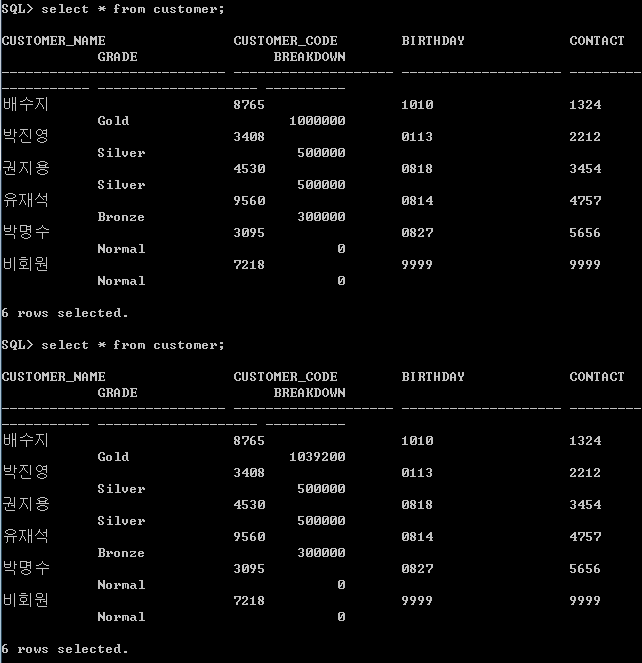 SQL> select * from customer;
CUSTOMER_NAME CUSTOMER_CODE BIRTHDAY CONTACT
GRADE BREAKDOWN
---------------------------- -------------------- -------------------- ---------
----------- -------------------- ----------
배수지 8765 1010 1324
Gold 1000000
박진영 3408 0113 2212
Silver 500000
권지용 4530 0818 3454
Silver 500000
유재석 9560 0814 4757
Bronze 300000
박명수 3095 0827 5656
Normal 0
비회원 7218 9999 9999
Normal 0
6 rows selected.
SQL> select * from customer;
CUSTOMER_NAME CUSTOMER_CODE BIRTHDAY CONTACT
GRADE BREAKDOWN
---------------------------- -------------------- -------------------- ---------
----------- -------------------- ----------
배수지 8765 1010 1324
Gold 1039200
박진영 3408 0113 2212
Silver 500000
권지용 4530 0818 3454
Silver 500000
유재석 9560 0814 4757
Bronze 300000
박명수 3095 0827 5656
Normal 0
비회원 7218 9999 9999
Normal 0
6 rows selected.